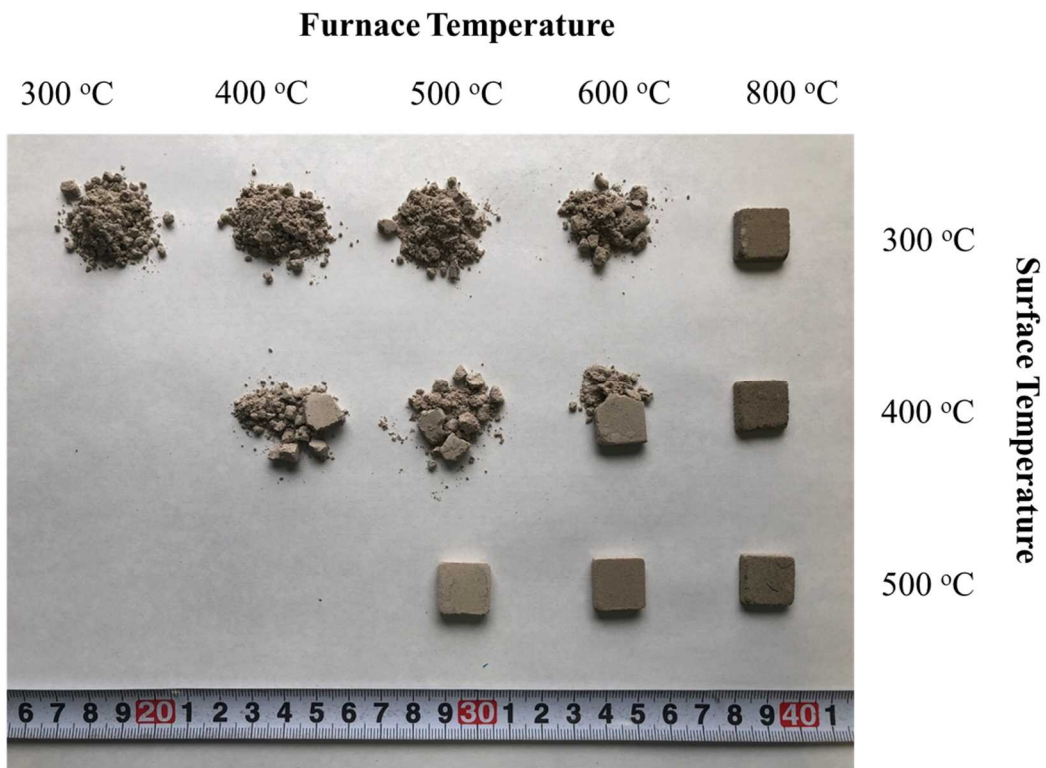 Furnace Temperature
300 °C 400 °C 500 °C 600 °C 800 °C
300 °C
400 °C
500 °C
Surface Temperature
6 7 8 9 20 1 2 3 4 5 6 7 8 9 30 1 2 3 4 5 6 7 8 9 40 1